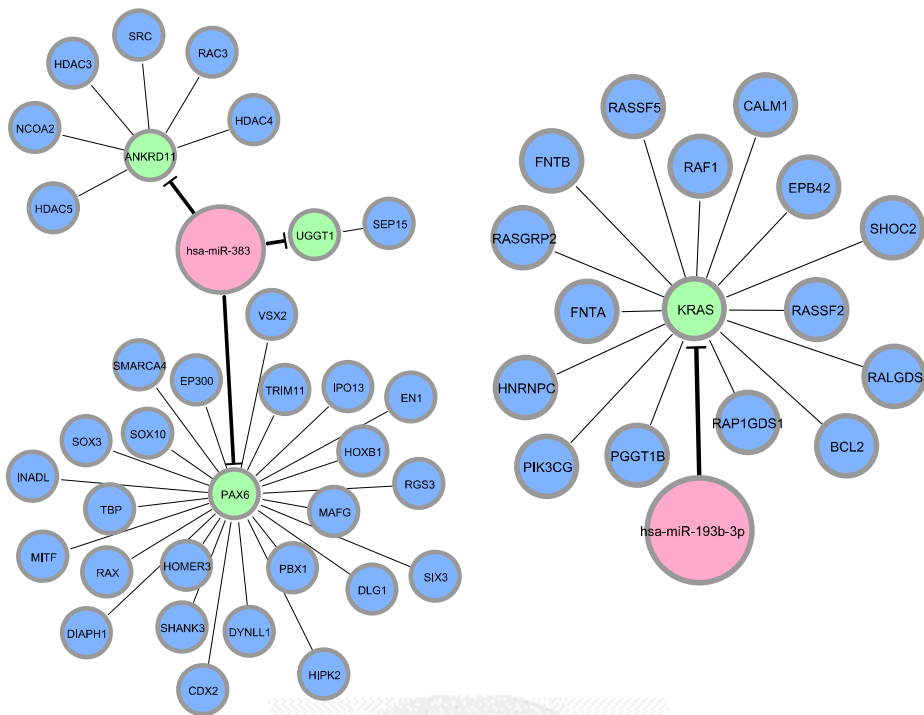 SRC
RAC3
HDAC3
HDAC4
NCOA2
ANKRD11
HDAC5
hsa-miR-383
UGGT1
SEP15
VSX2
SMARCA4
EP300
TRIM11
IPO13
EN1
SOX3
SOX10
HOXB1
INADL
RGS3
TBP
PAX6
MAFG
MITF
RAX
HOMER3
PBX1
DLG1
SIX3
DIAPH1
SHANK3
DYNLL1
HIPK2
CDX2
RASSF5
CALM1
FNTB
RAF1
EPB42
RASGRP2
SHOC2
FNTA
KRAS
RASSF2
HNRNPC
RALGDS
RAP1GDS1
PIK3CG
PGGT1B
BCL2
hsa-miR-193b-3p